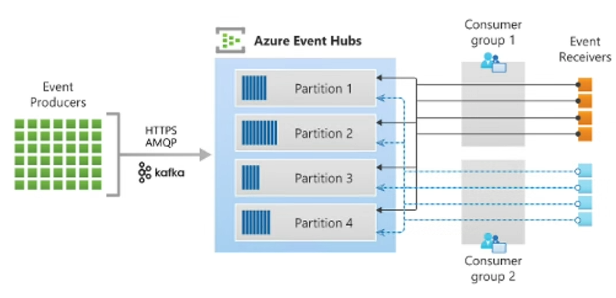 Event
Producers
HTTPS
AMQP
kafka
Azure Event Hubs
Partition 1
Partition 2
Partition 3
Partition 4
Consumer
group 1
Event
Receivers
Consumer
group 2